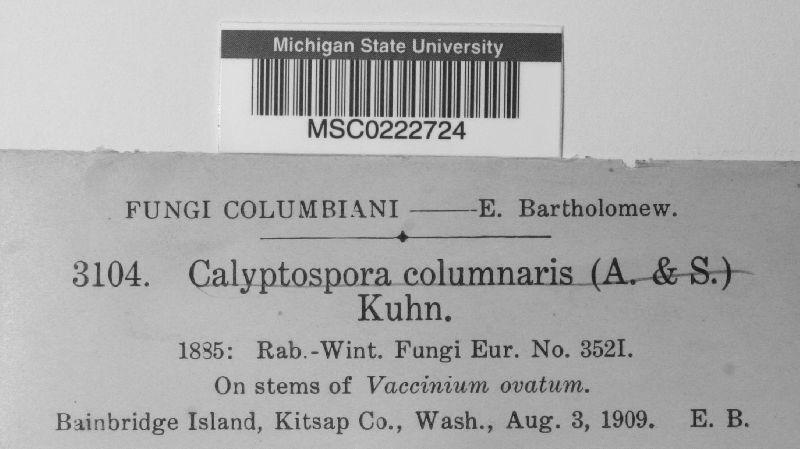 Michigan State University
MSC0222724
FUNGI COLUMBIANI ——E. Bartholomew.
3104. Calyptospora columnaris (A. & S.)
Kuhn.
1885: Rab.-Wint. Fungi Eur. No. 352I.
On stems of Vaccinium ovatum.
Bainbridge Island, Kitsap Co., Wash., Aug. 3, 1909. E. B.